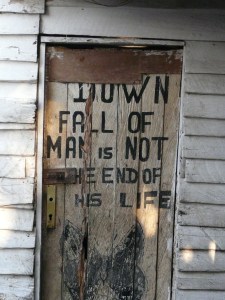 DOWN
FALL OF
MAN is NOT
THE END OF
HIS LIFE